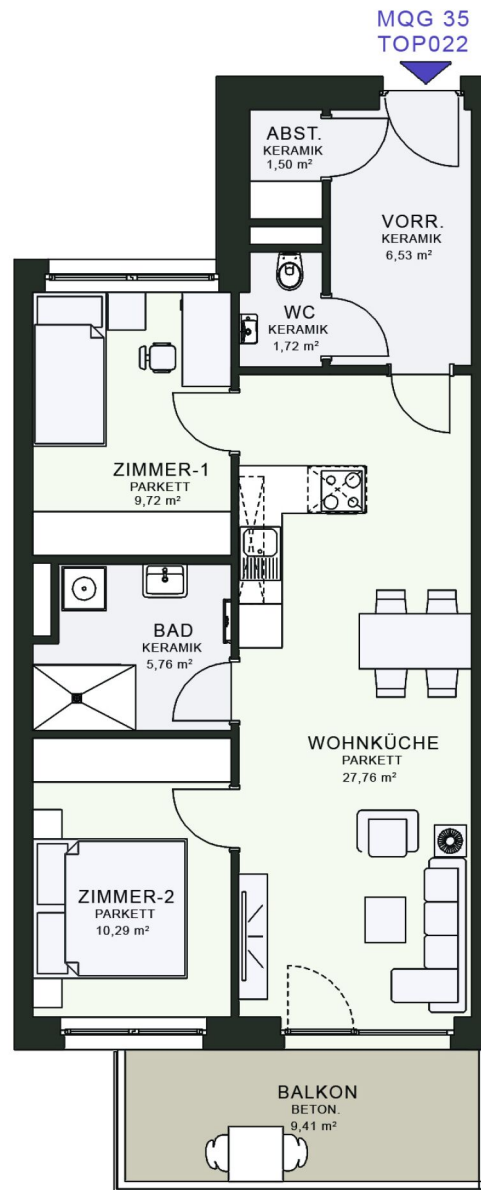 MQG 35
TOP022
ABST.
KERAMIK
1,50 m²
VORR.
KERAMIK
6,53 m²
WC
KERAMIK
1,72 m²
ZIMMER-1
PARKETT
9,72 m²
BAD
KERAMIK
5,76 m²
WOHNKÜCHE
PARKETT
27,76 m²
ZIMMER-2
PARKETT
10,29 m²
BALKON
BETON.
9,41 m²